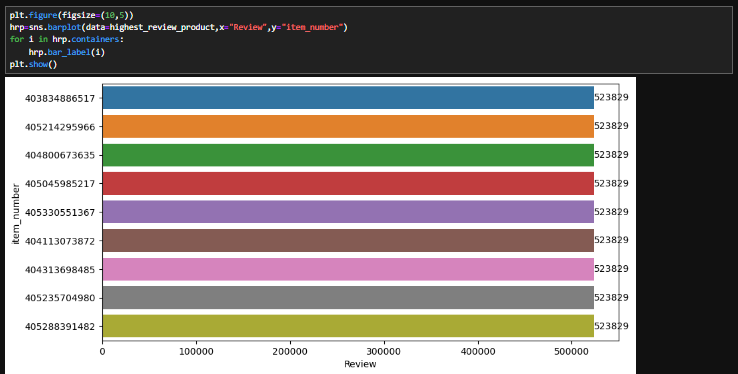 plt.figure(figsize=(10,5))
hrp=sns.barplot(data=highest_review_product,x="Review",y="item_number")
for i in hrp.containers:
    hrp.bar_label(i)
plt.show()
403834886517 523829
405214295966 523829
404800673635 523829
405045985217 523829
405330551367 523829
404113073872 523829
404313698485 523829
405235704980 523829
405288391482 523829
item_number
0 100000 200000 300000 400000 500000
Review